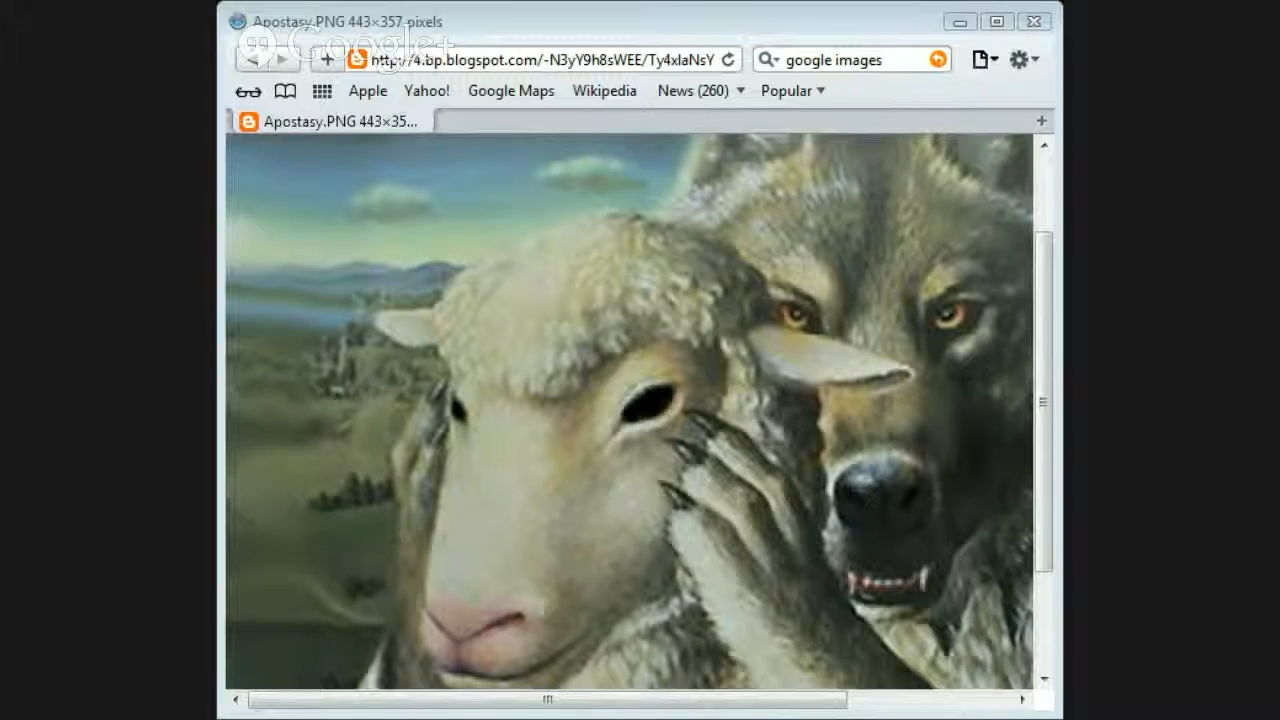 Apostasy.PNG 443×357 pixels
Google+
http://4.bp.blogspot.com/-N3yY9h8sWEE/Ty4xlaNsY
google images
Apple Yahoo! Google Maps Wikipedia News (260) Popular
Apostasy.PNG 443×35...